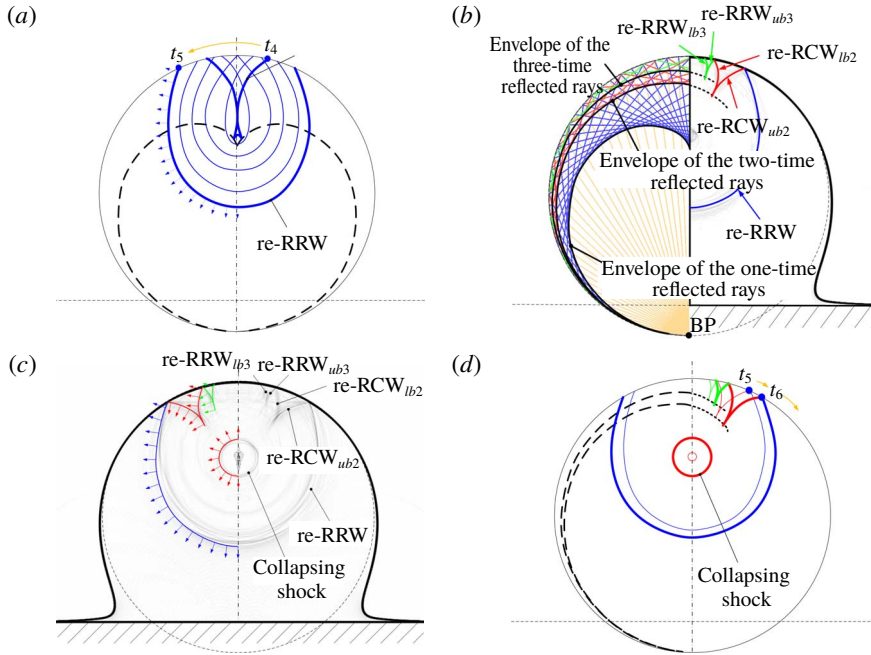 (a)
t5
t4
re-RRW
(b)
re-RRWub3
re-RRWlb3
re-RCWlb2
Envelope of the
three-time
reflected rays
re-RCWub2
Envelope of the two-time
reflected rays
re-RRW
Envelope of the one-time
reflected rays
BP
(c)
re-RRWlb3
re-RRWub3
re-RCWlb2
re-RCWub2
re-RRW
Collapsing
shock
(d)
t5
t6
Collapsing
shock